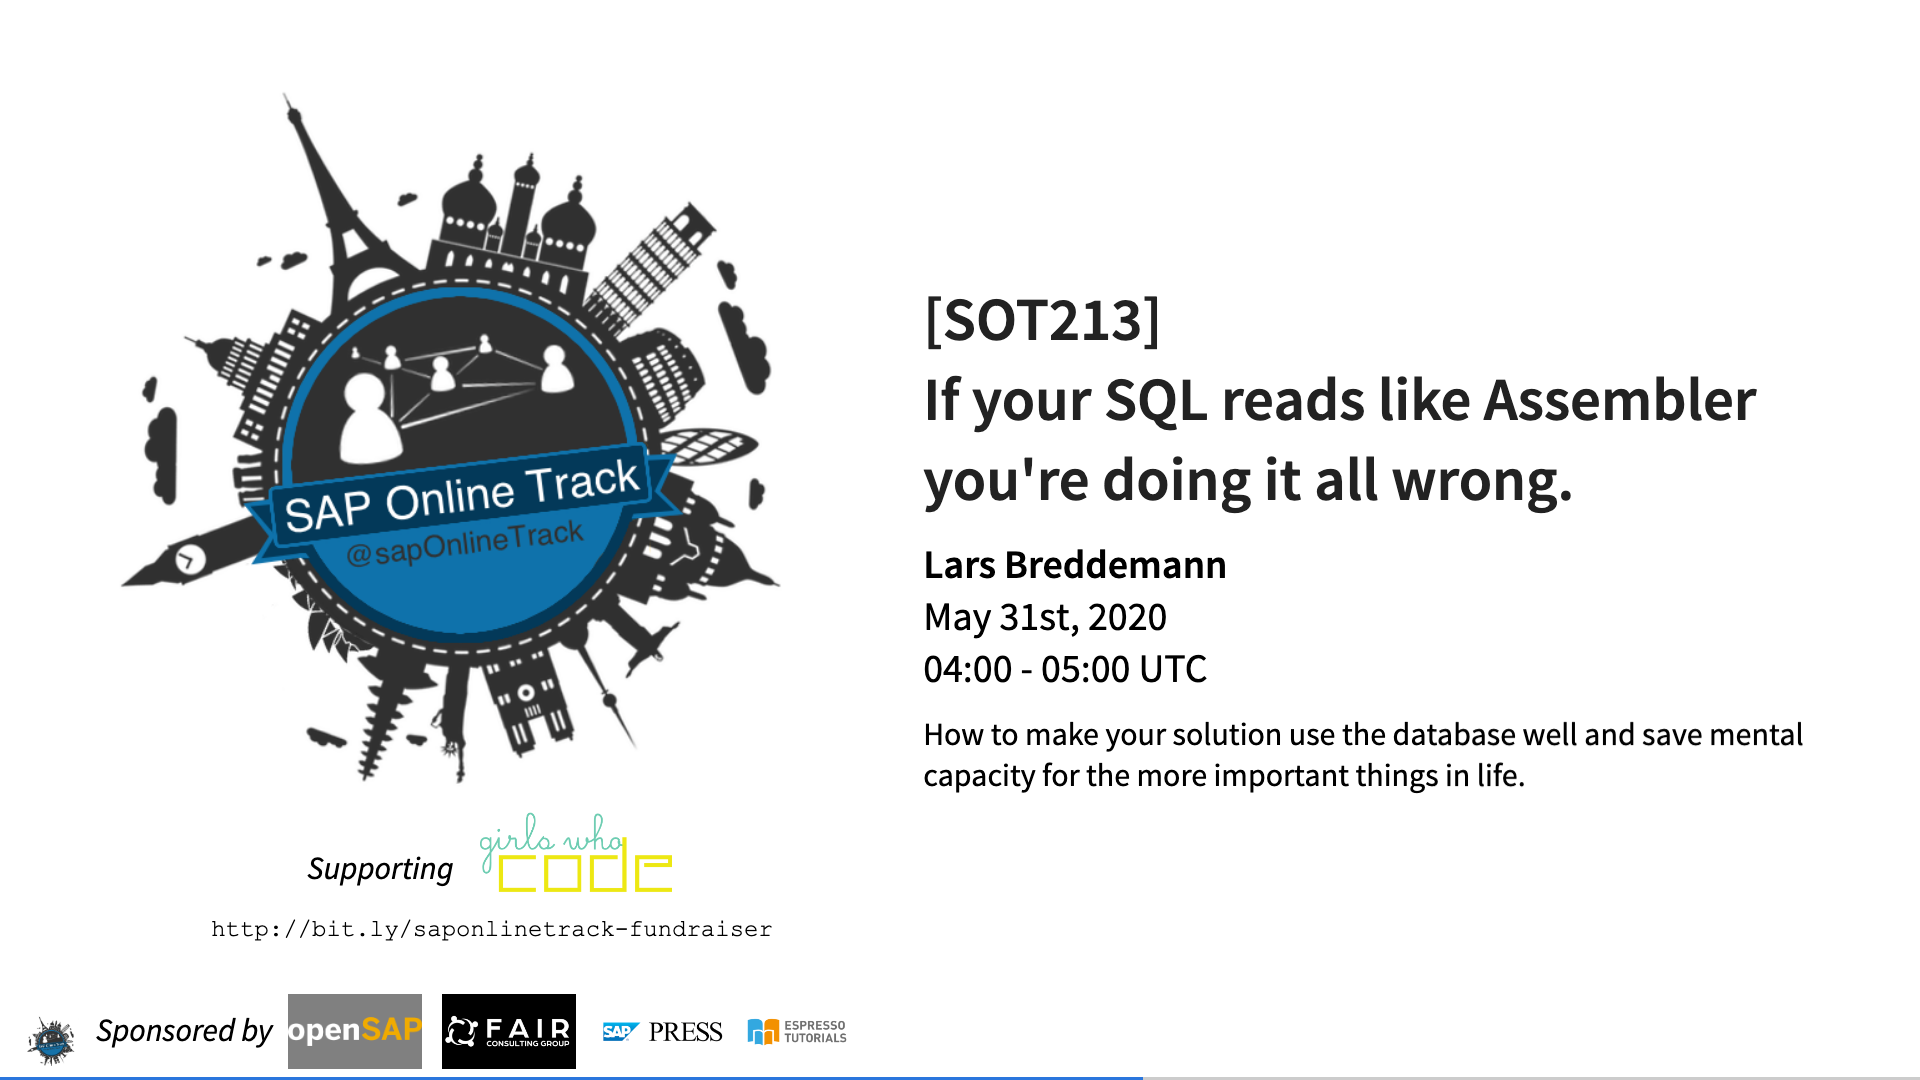 SAP Online Track
@sapOnlineTrack
[SOT213]
If your SQL reads like Assembler
you're doing it all wrong.
Lars Breddemann
May 31st, 2020
04:00 - 05:00 UTC
How to make your solution use the database well and save mental
capacity for the more important things in life.
Supporting
girls who
code
http://bit.ly/saponlinetrack-fundraiser
Sponsored by
openSAP
FAIR
CONSULTING GROUP
SAP PRESS
ESPRESSO
TUTORIALS